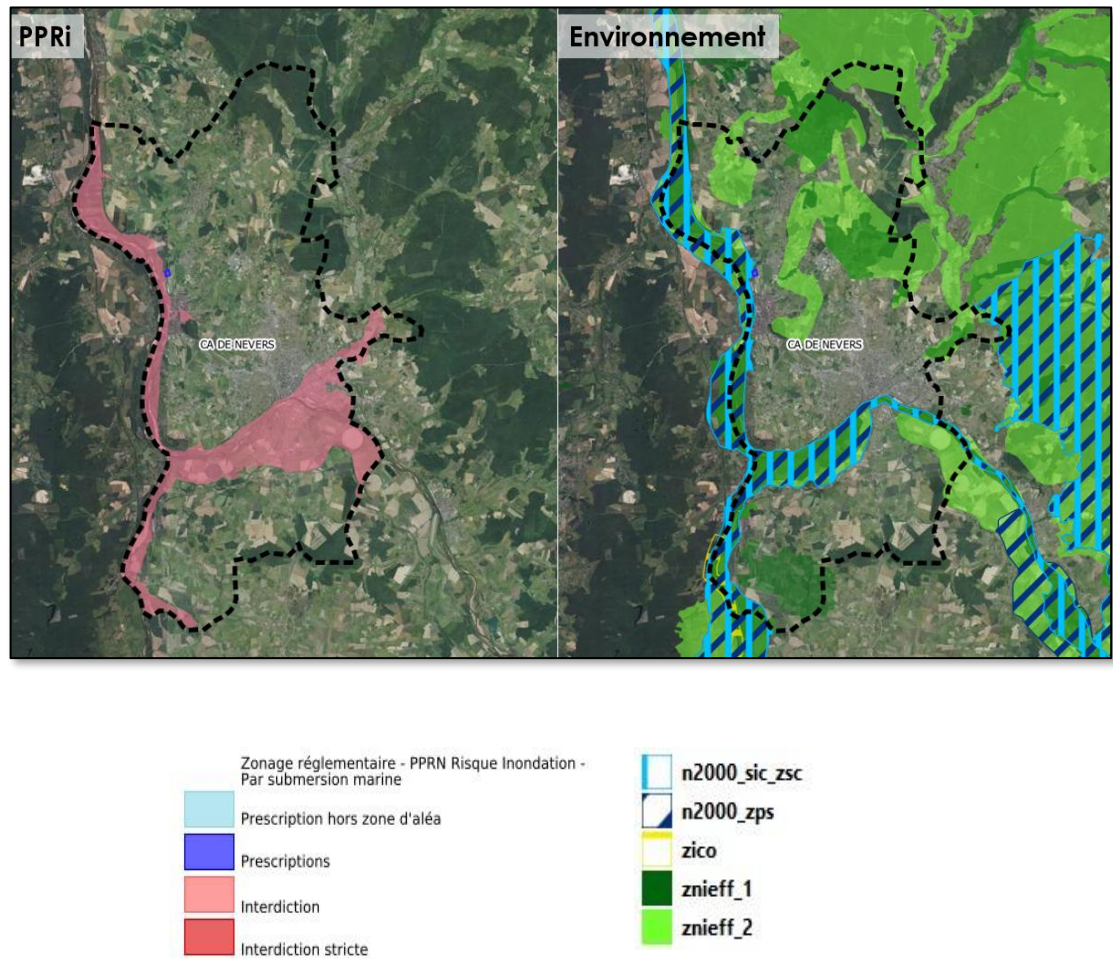 PPRi
Environnement
CA DE NEVERS
CA DE NEVERS
Zonage réglementaire - PPRN Risque Inondation -
Par submersion marine
Prescription hors zone d'aléa
Prescriptions
Interdiction
Interdiction stricte
n2000_sic_zsc
n2000_zps
zico
znieff_1
znieff_2